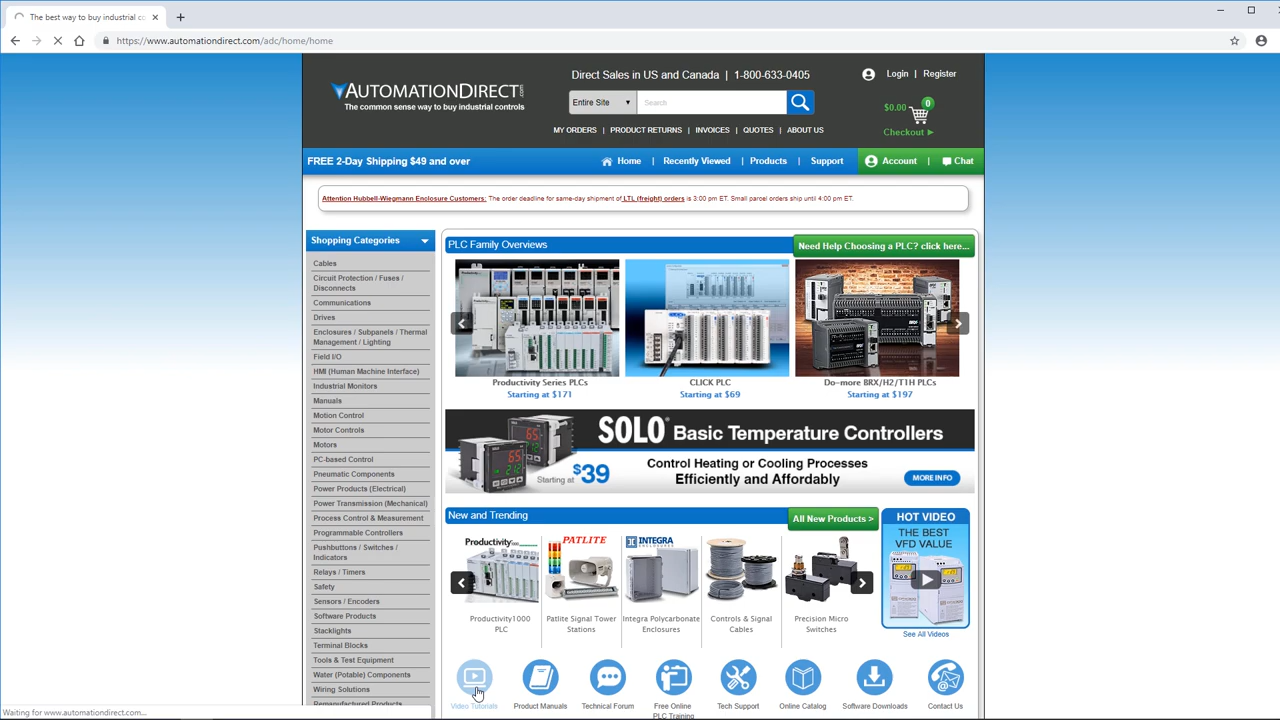 The best way to buy industrial co
https://www.automationdirect.com/adc/home/home
Direct Sales in US and Canada | 1-800-633-0405
Login | Register
AUTOMATIONDIRECT.com
The common sense way to buy industrial controls
Entire Site
Search
$0.00
0
Checkout
MY ORDERS | PRODUCT RETURNS | INVOICES | QUOTES | ABOUT US
FREE 2-Day Shipping $49 and over
Home | Recently Viewed | Products | Support
Account | Chat
Attention Hubbell-Wiegmann Enclosure Customers: The order deadline for same-day shipment of LTL (freight) orders is 3:00 pm ET. Small parcel orders ship until 4:00 pm ET.
Shopping Categories
Cables
Circuit Protection / Fuses /
Disconnects
Communications
Drives
Enclosures / Subpanels / Thermal
Management / Lighting
Field I/O
HMI (Human Machine Interface)
Industrial Monitors
Manuals
Motion Control
Motor Controls
Motors
PC-based Control
Pneumatic Components
Power Products (Electrical)
Power Transmission (Mechanical)
Process Control & Measurement
Programmable Controllers
Pushbuttons / Switches /
Indicators
Relays / Timers
Safety
Sensors / Encoders
Software Products
Stacklights
Terminal Blocks
Tools & Test Equipment
Water (Potable) Components
Wiring Solutions
Remanufactured Products
PLC Family Overviews
Need Help Choosing a PLC? click here...
Productivity Series PLCs
Starting at $171
CLICK PLC
Starting at $69
Do-more BRX/H2/T1H PLCs
Starting at $197
SOLO Basic Temperature Controllers
Starting at $39
Control Heating or Cooling Processes
Efficiently and Affordably
MORE INFO
New and Trending
All New Products >
Productivity1000
PLC
PATLITE
Patlite Signal Tower
Stations
INTEGRA
Integra Polycarbonate
Enclosures
Controls & Signal
Cables
Precision Micro
Switches
HOT VIDEO
THE BEST
VFD VALUE
See All Videos
Video Tutorials
Product Manuals
Technical Forum
Free Online
PLC Training
Tech Support
Online Catalog
Software Downloads
Contact Us
Waiting for www.automationdirect.com...